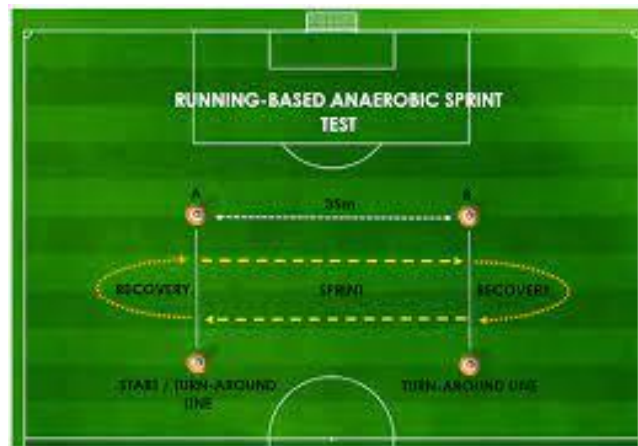 RUNNING-BASED ANAEROBIC SPRINT
TEST
A
B
35m
RECOVERY
SPRINT
RECOVERY
START / TURN-AROUND
LINE
TURN-AROUND LINE